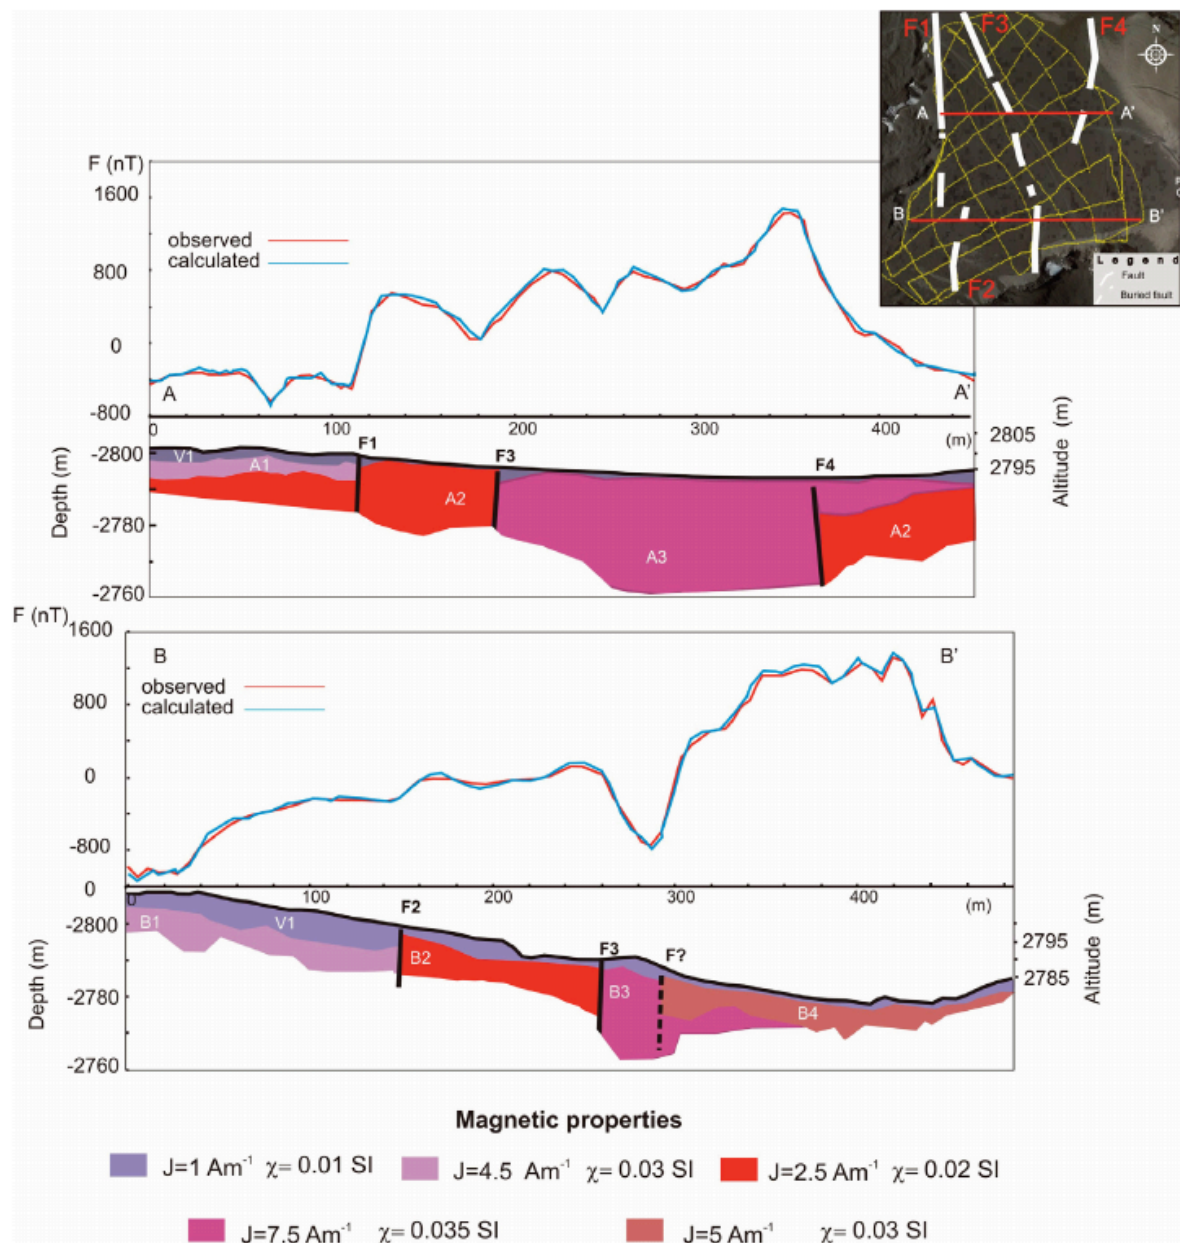 F1 F3 F4
N
A A'
B B'
F2
Legend
Fault
Buried fault
F (nT)
1600
observed
calculated
800
0
-800
A A'
0 100 200 300 400 (m)
Depth (m)
-2800
-2780
-2760
V1 A1 F1 A2 F3 A3 F4 A2
2805
2795
Altitude (m)
F (nT)
1600
B B'
observed
calculated
800
0
-800
0
0 100 200 300 400 (m)
Depth (m)
-2800
-2780
-2760
B1 V1 F2 B2 F3 B3 F? B4
2795
2785
Altitude (m)
Magnetic properties
J=1 Am⁻¹ χ= 0.01 SI J=4.5 Am⁻¹ χ= 0.03 SI J=2.5 Am⁻¹ χ= 0.02 SI
J=7.5 Am⁻¹ χ= 0.035 SI J=5 Am⁻¹ χ= 0.03 SI